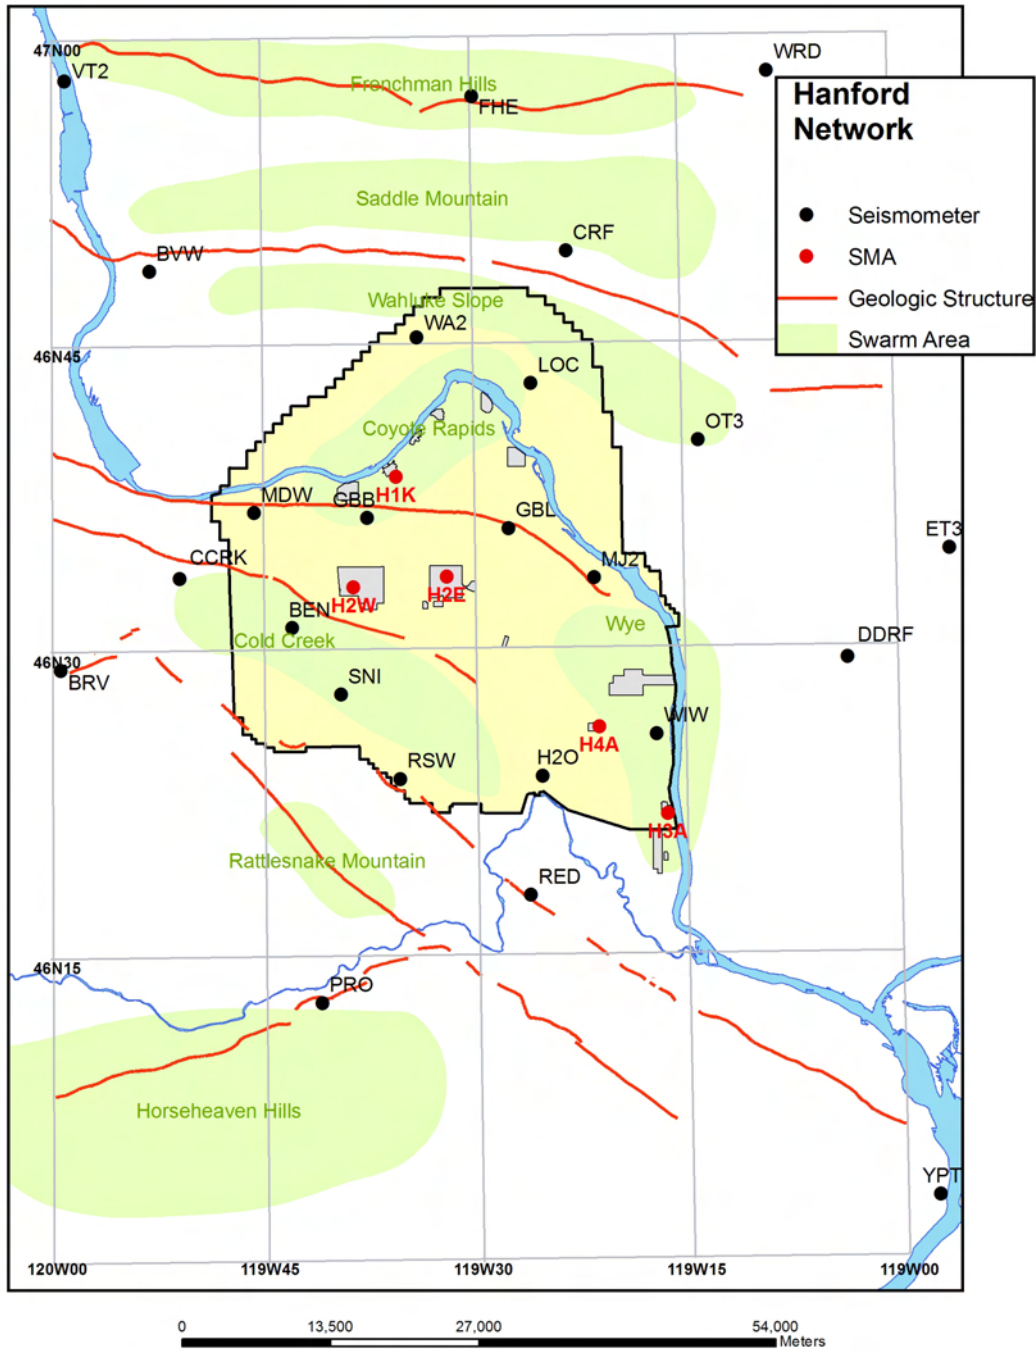 47N00
VT2
WRD
Frenchman Hills
FHE
Hanford
Network
Seismometer
SMA
Geologic Structure
Swarm Area
Saddle Mountain
CRF
BVW
Wahluke Slope
WA2
46N45
LOC
OT3
Coyote Rapids
H1K
MDW
GBB
GBL
ET3
CCRK
MJ2
H2W
H2E
BEN
Wye
Cold Creek
DDRF
46N30
BRV
SNI
WIW
H4A
RSW
H2O
H3A
Rattlesnake Mountain
RED
46N15
PRO
Horseheaven Hills
YPT
120W00
119W45
119W30
119W15
119W00
0
13,500
27,000
54,000
Meters